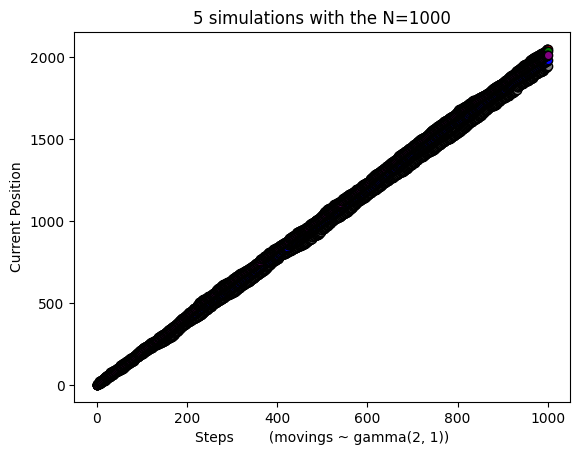 5 simulations with the N=1000
Current Position
2000
1500
1000
500
0
0 200 400 600 800 1000
Steps        (movings ~ gamma(2, 1))